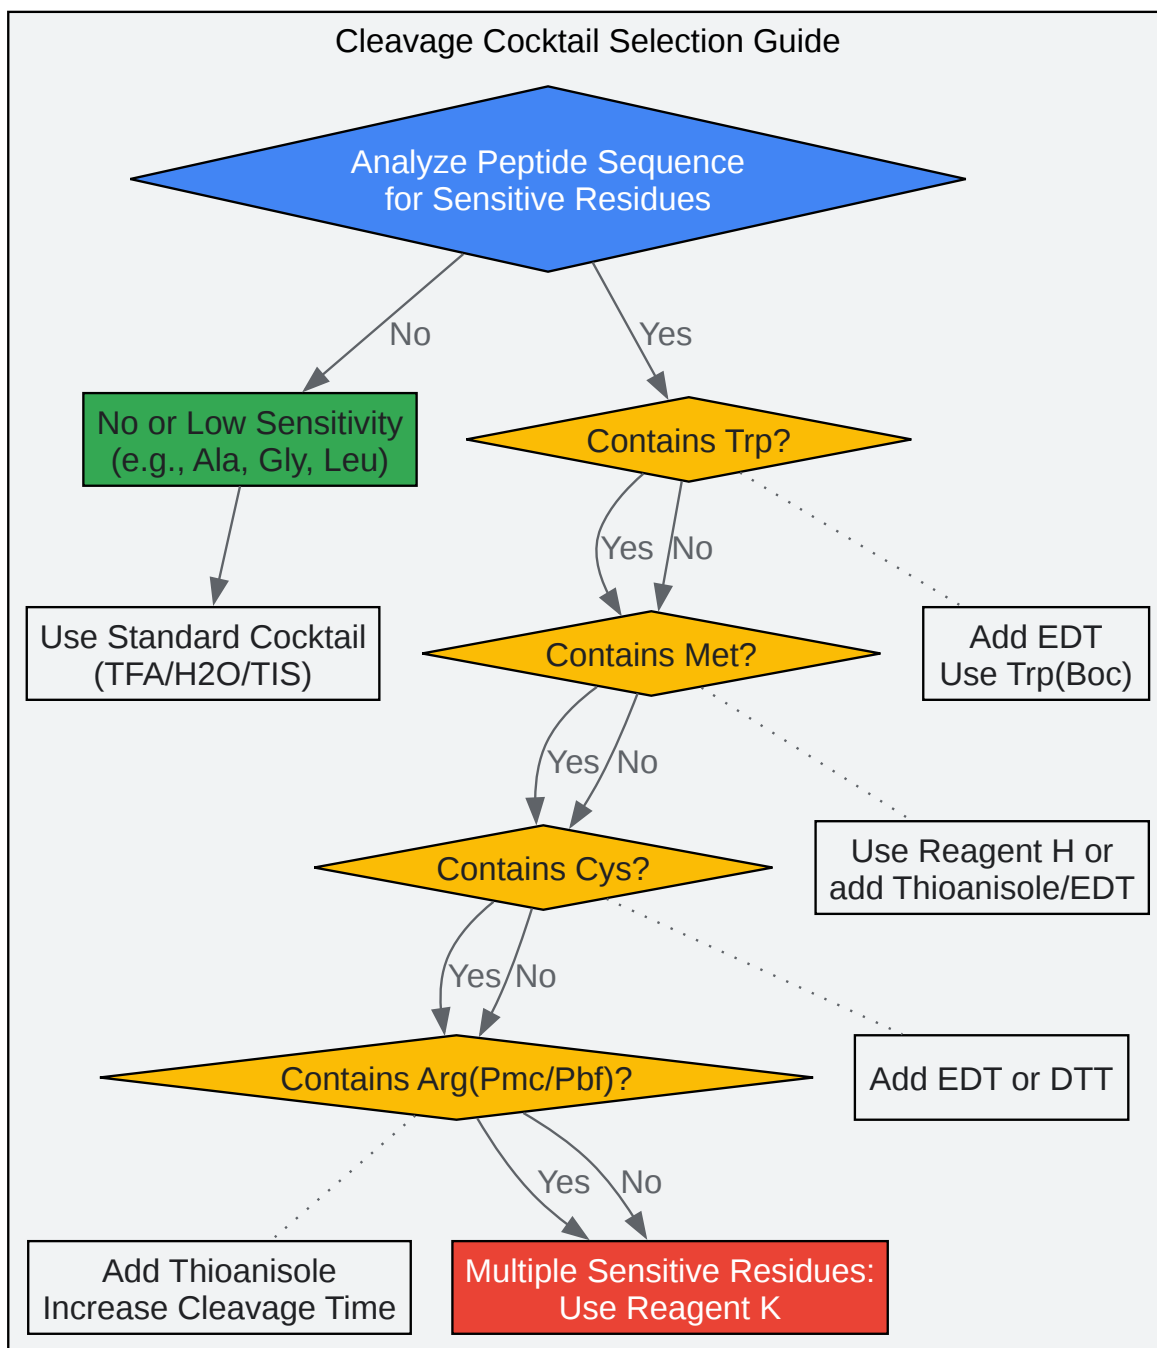 Cleavage Cocktail Selection Guide
Analyze Peptide Sequence
for Sensitive Residues
No
Yes
No or Low Sensitivity
(e.g., Ala, Gly, Leu)
Contains Trp?
Yes
No
Use Standard Cocktail
(TFA/H2O/TIS)
Contains Met?
Add EDT
Use Trp(Boc)
Yes
No
Contains Cys?
Use Reagent H or
add Thioanisole/EDT
Yes
No
Contains Arg(Pmc/Pbf)?
Add EDT or DTT
Yes
No
Add Thioanisole
Increase Cleavage Time
Multiple Sensitive Residues:
Use Reagent K